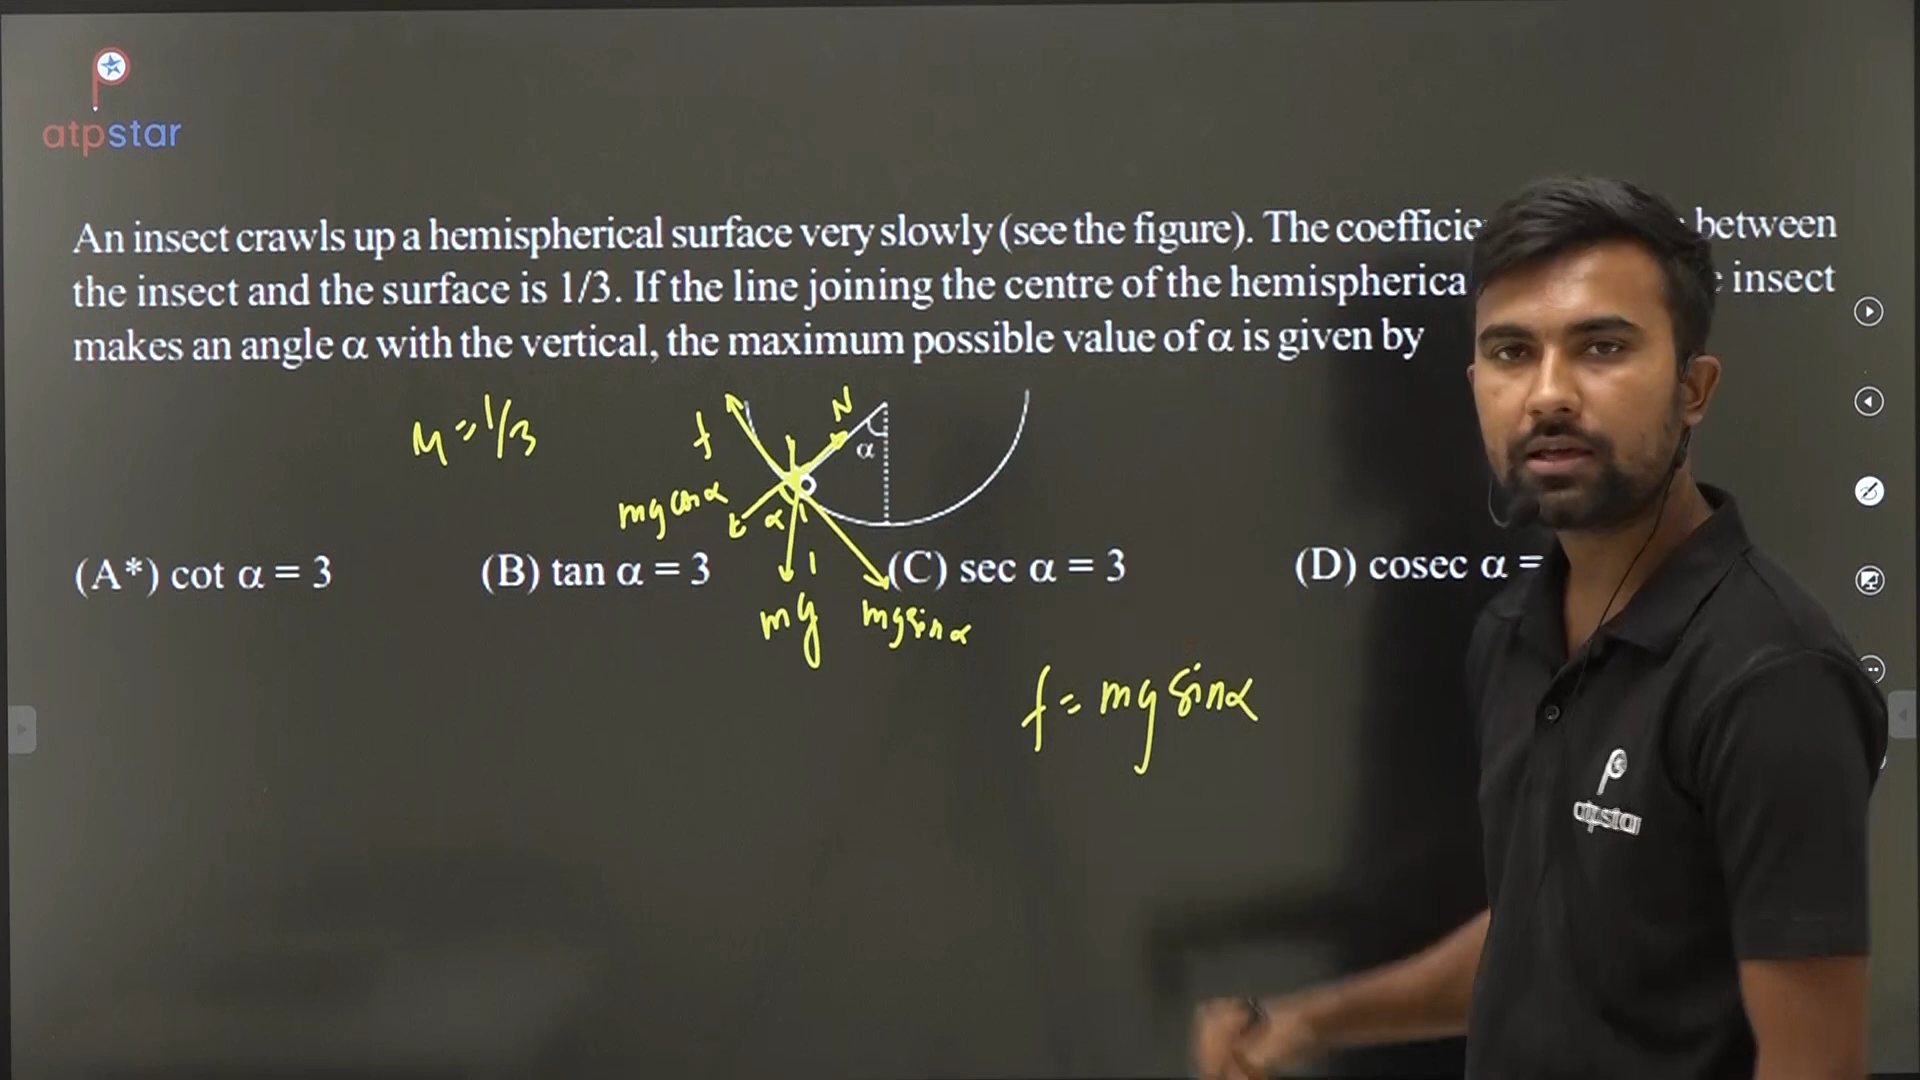 atpstar
An insect crawls up a hemispherical surface very slowly (see the figure). The between
the insect and the surface is 1/3. If the line joining the centre of the insect
makes an angle α with the vertical, the maximum possible value of α is given by
μ = 1/3
f
N
α
mg cos α
α
(A*) cot α = 3 (B) tan α = 3 (C) sec α = 3 (D) cosec α =
mg
mg sin α
f = mg sin α
atpstar